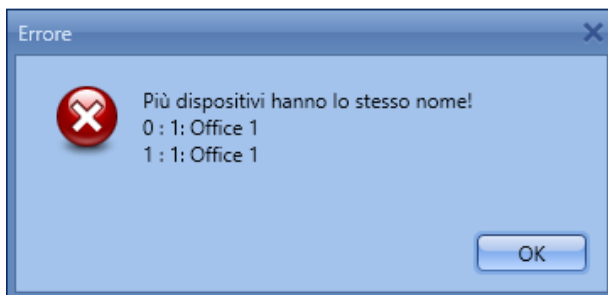 Errore
Più dispositivi hanno lo stesso nome!
0 : 1: Office 1
1 : 1: Office 1
OK